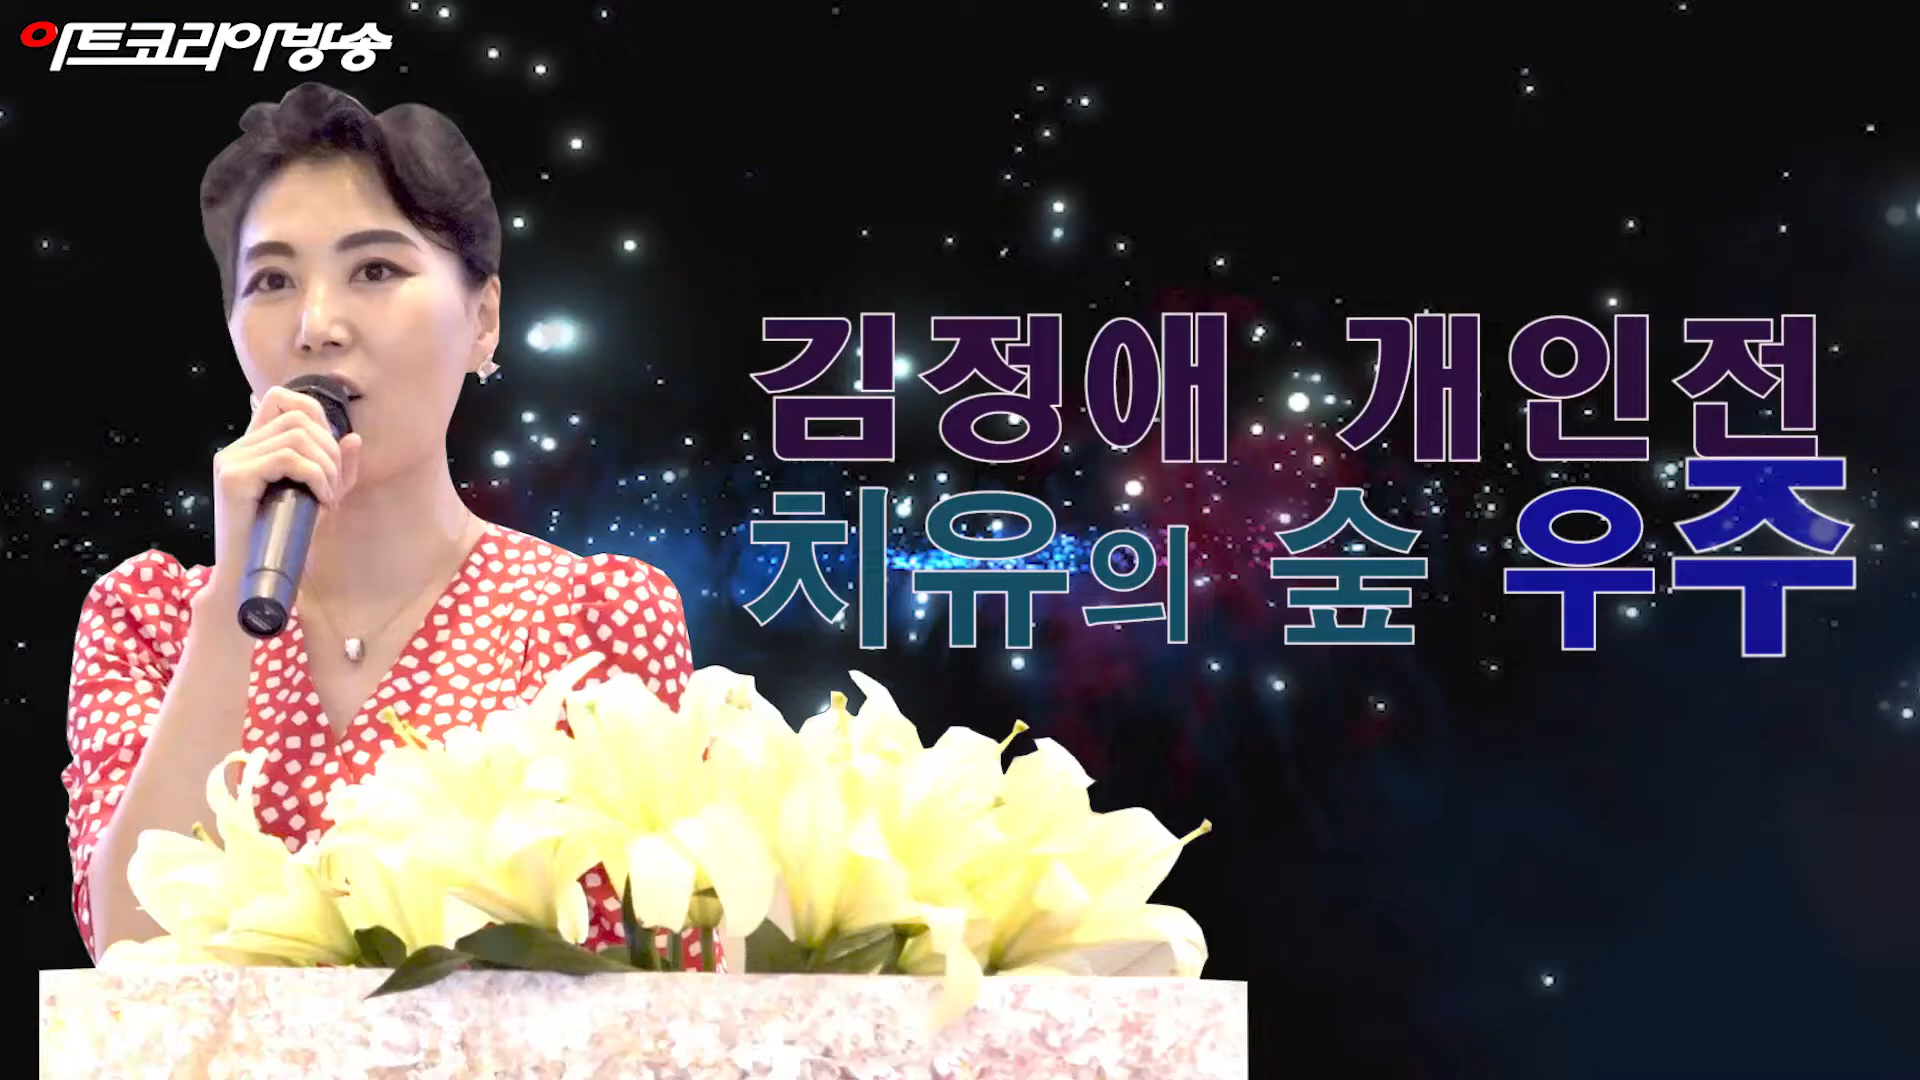 아트코리아방송
김정애 개인전
치유의 숲 우주